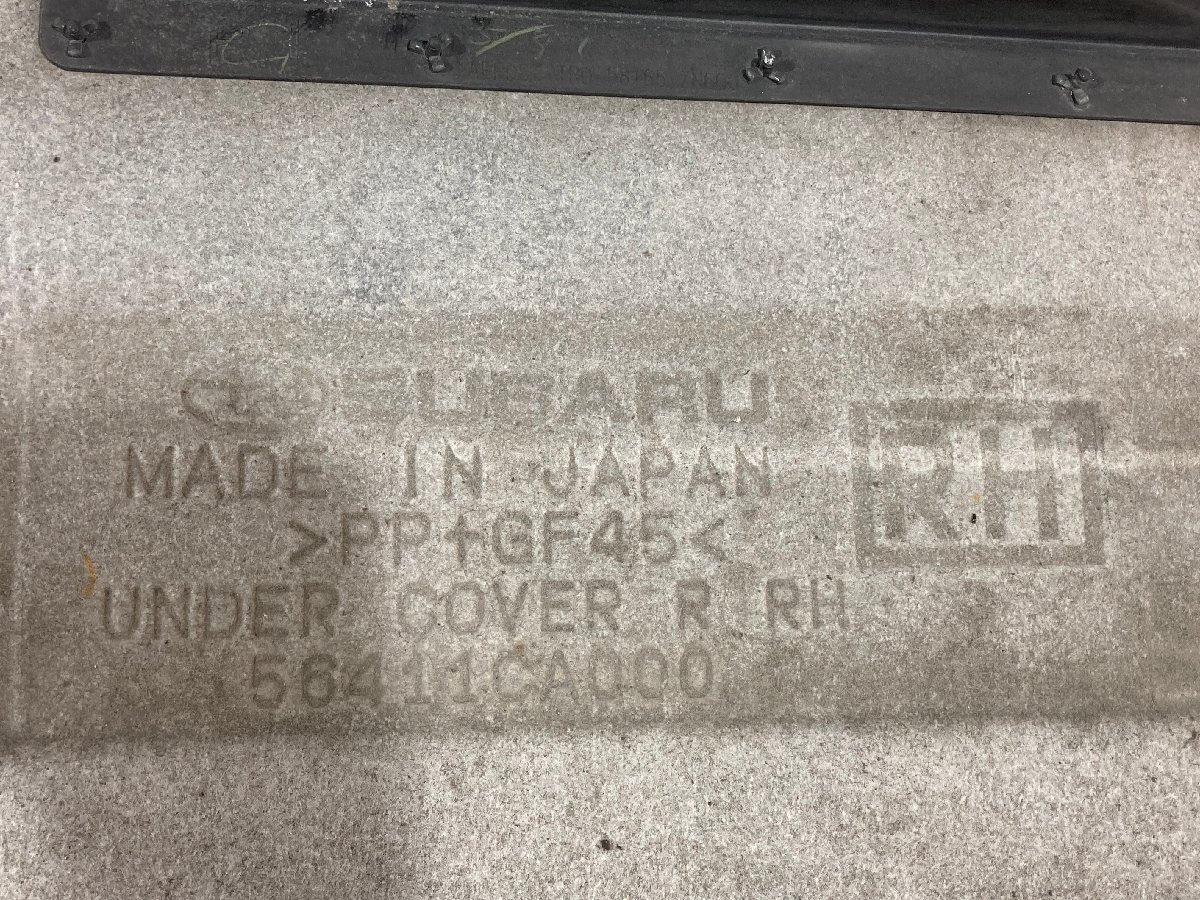 SUBARU
MADE IN JAPAN
RH
>PP+GF45<
UNDER COVER R RH
56411CA000